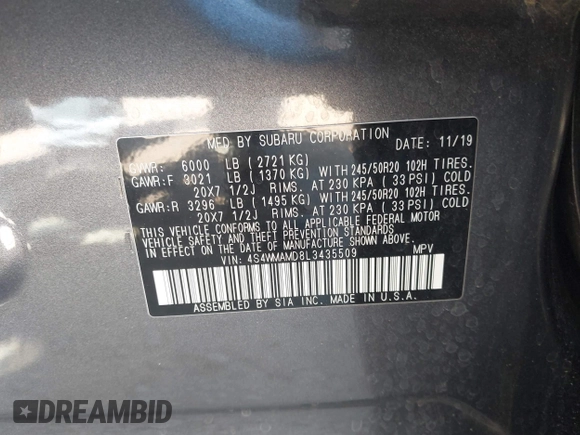 MFD BY SUBARU CORPORATION DATE: 11/19
GVWR: 6000 LB ( 2721 KG)
GAWR:F 3021 LB ( 1370 KG) WITH 245/50R20 102H TIRES.
20X7 1/2J RIMS. AT 230 KPA ( 33 PSI) COLD
GAWR:R 3296 LB ( 1495 KG) WITH 245/50R20 102H TIRES.
20X7 1/2J RIMS. AT 230 KPA ( 33 PSI) COLD
THIS VEHICLE CONFORMS TO ALL APPLICABLE FEDERAL MOTOR
VEHICLE SAFETY AND THEFT PREVENTION STANDARDS
IN EFFECT ON THE DATE OF MANUFACTURE SHOWN ABOVE.
VIN: 4S4WMAMD8L3435509 MPV
ASSEMBLED BY SIA INC. MADE IN U.S.A.
DREAMBID